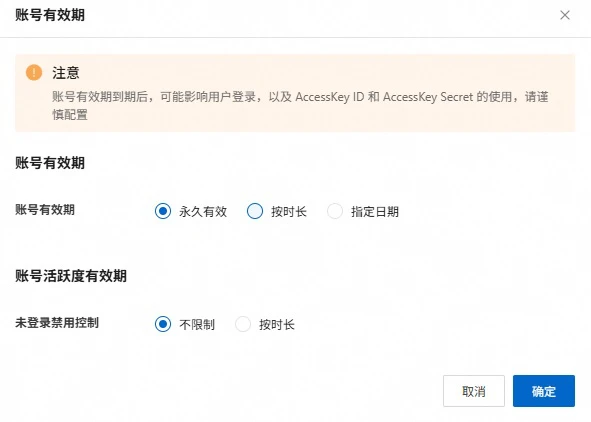 账号有效期
注意
账号有效期到期后，可能影响用户登录，以及 AccessKey ID 和 AccessKey Secret 的使用，请谨
慎配置
账号有效期
账号有效期 永久有效 按时长 指定日期
账号活跃度有效期
未登录禁用控制 不限制 按时长
取消 确定